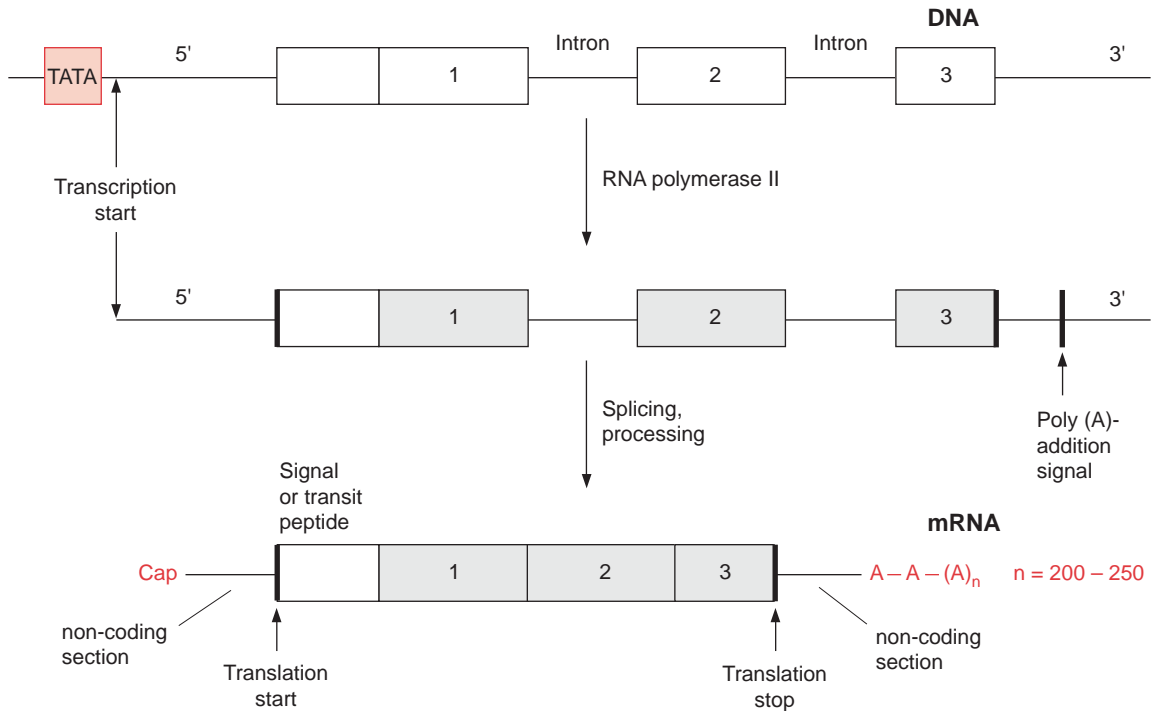 DNA
5'
Intron
Intron
3'
TATA
1
2
3
Transcription
start
RNA polymerase II
5'
3'
1
2
3
Splicing,
processing
Poly (A)-
addition
signal
Signal
or transit
peptide
mRNA
Cap
1
2
3
A – A – (A)n
n = 200 – 250
non-coding
section
Translation
start
Translation
stop
non-coding
section